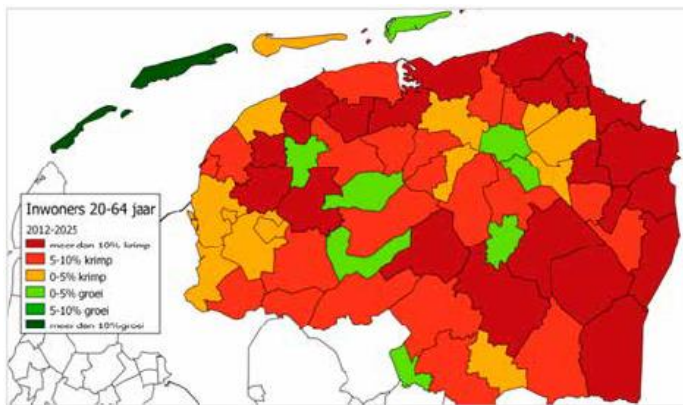 Inwoners 20-64 jaar
2012-2025
meer dan 10% krimp
5-10% krimp
0-5% krimp
0-5% groei
5-10% groei
meer dan 10% groei